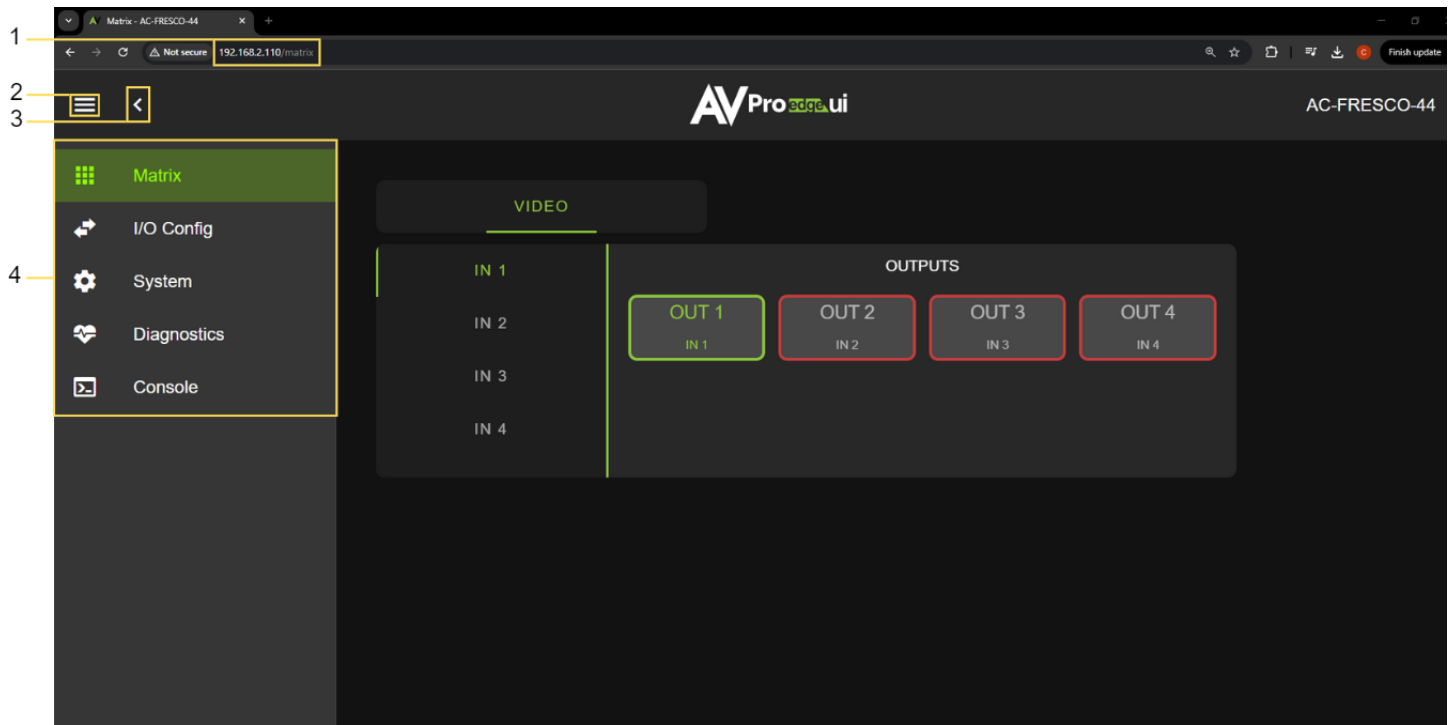 Matrix - AC-FRESCO-44
1
Not secure 192.168.2.110/matrix
Finish update
2
3
AVPro edge.ui
AC-FRESCO-44
4
Matrix
I/O Config
System
Diagnostics
Console
VIDEO
IN 1
IN 2
IN 3
IN 4
OUTPUTS
OUT 1
IN 1
OUT 2
IN 2
OUT 3
IN 3
OUT 4
IN 4